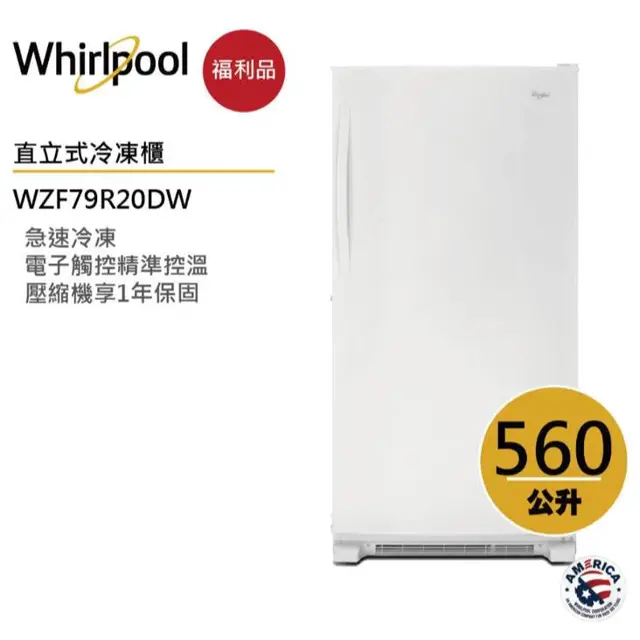 Whirlpool
福利品
直立式冷凍櫃
WZF79R20DW
急速冷凍
電子觸控精準控溫
壓縮機享1年保固
Whirlpool
560
公升
AMERICA